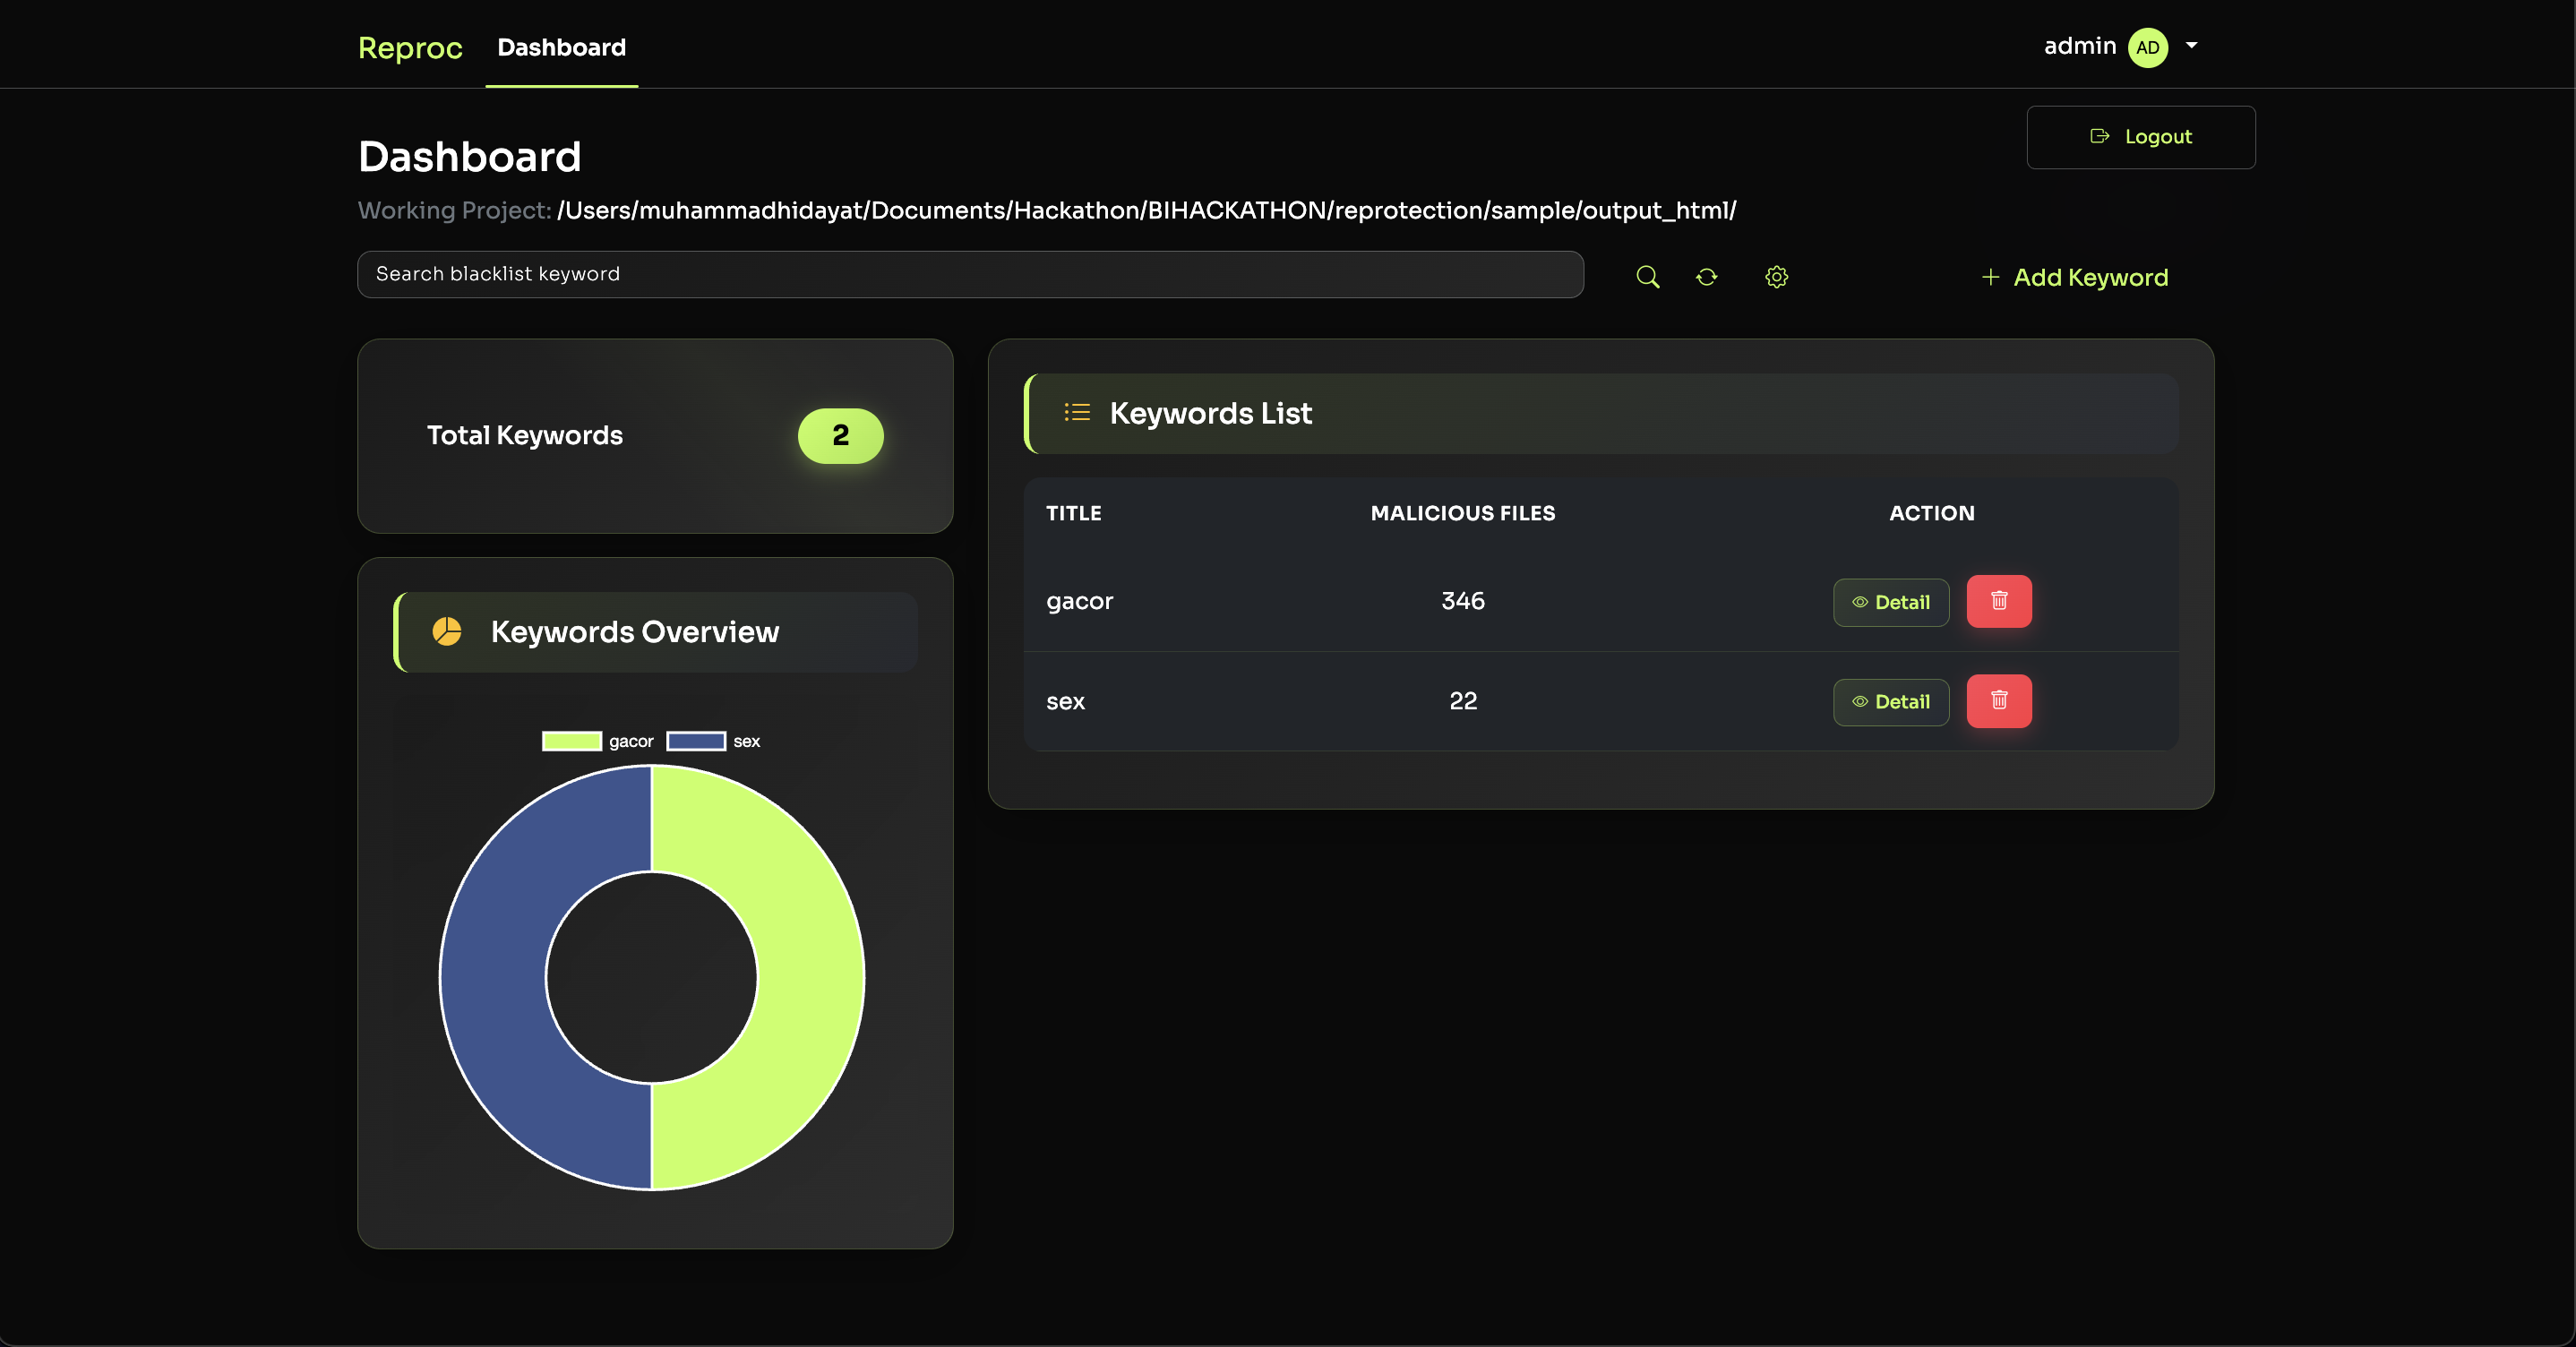 Reproc Dashboard admin AD
Logout
Dashboard
Working Project: /Users/muhammadhidayat/Documents/Hackathon/BIHACKATHON/reprotection/sample/output_html/
Search blacklist keyword
+ Add Keyword
Total Keywords 2
Keywords Overview
gacor sex
Keywords List
TITLE MALICIOUS FILES ACTION
gacor 346 Detail
sex 22 Detail